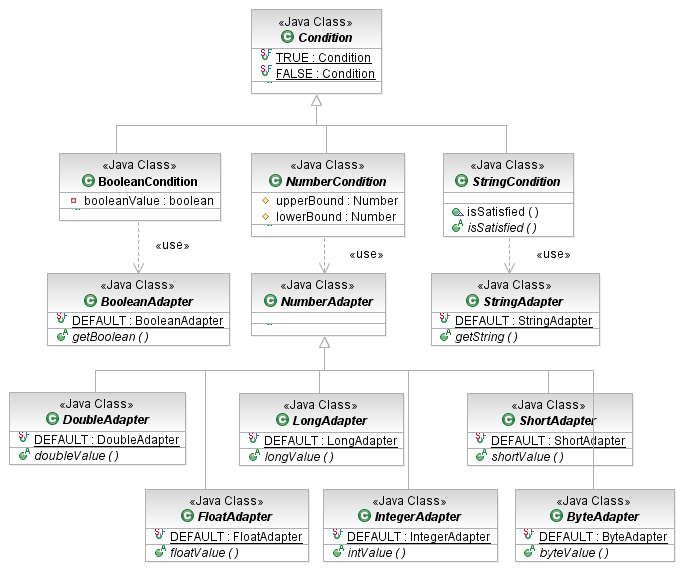 «Java Class»
Condition
TRUE : Condition
FALSE : Condition
«Java Class» «Java Class» «Java Class»
BooleanCondition NumberCondition StringCondition
booleanValue : boolean upperBound : Number isSatisfied ( )
lowerBound : Number isSatisfied ( )
«use» «use» «use»
«Java Class» «Java Class» «Java Class»
BooleanAdapter NumberAdapter StringAdapter
DEFAULT : BooleanAdapter DEFAULT : StringAdapter
getBoolean ( ) getString ( )
«Java Class» «Java Class» «Java Class»
DoubleAdapter LongAdapter ShortAdapter
DEFAULT : DoubleAdapter DEFAULT : LongAdapter DEFAULT : ShortAdapter
doubleValue ( ) longValue ( ) shortValue ( )
«Java Class» «Java Class» «Java Class»
FloatAdapter IntegerAdapter ByteAdapter
DEFAULT : FloatAdapter DEFAULT : IntegerAdapter DEFAULT : ByteAdapter
floatValue ( ) intValue ( ) byteValue ( )